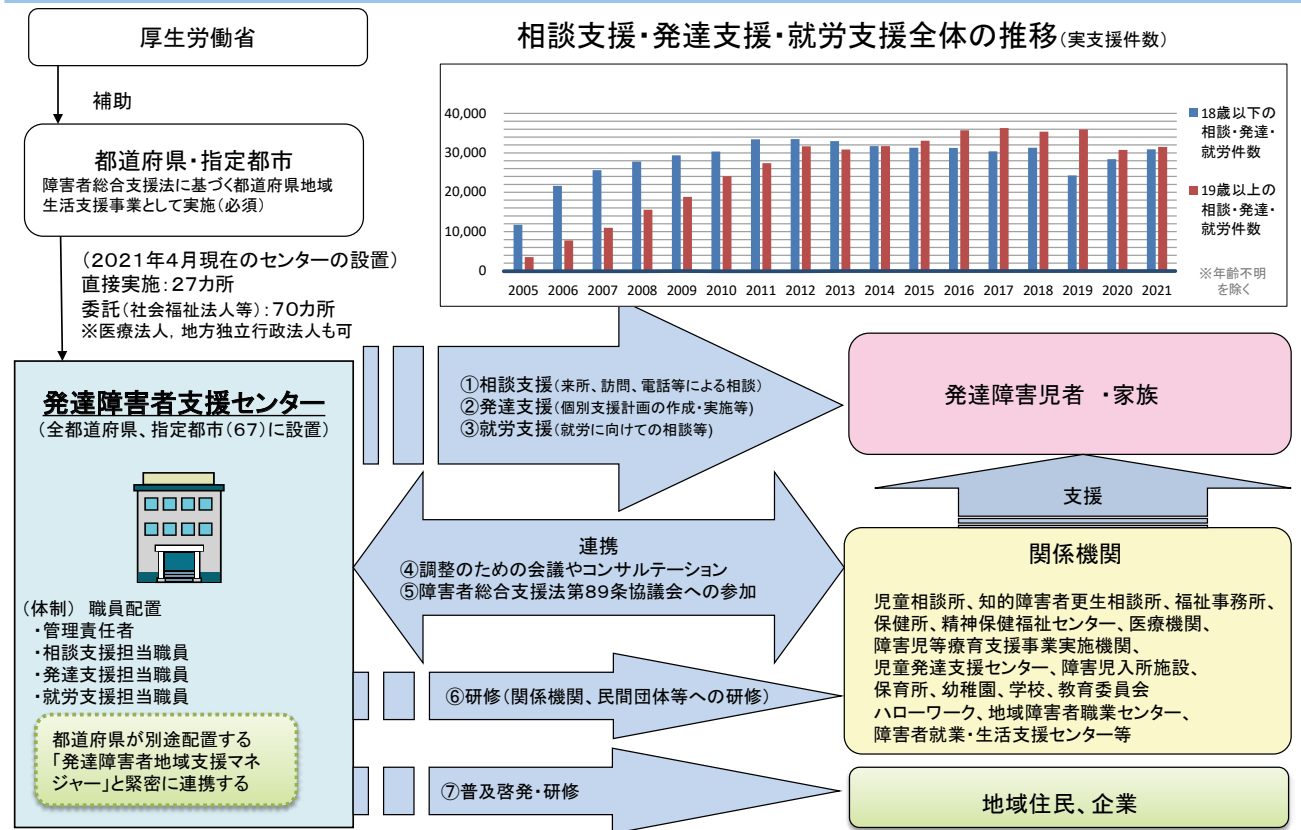 厚生労働省
補助
都道府県・指定都市
障害者総合支援法に基づく都道府県地域
生活支援事業として実施(必須)
(2021年4月現在のセンターの設置)
直接実施:27カ所
委託(社会福祉法人等):70カ所
※医療法人, 地方独立行政法人も可
相談支援・発達支援・就労支援全体の推移(実支援件数)
40,000
30,000
20,000
10,000
0
2005 2006 2007 2008 2009 2010 2011 2012 2013 2014 2015 2016 2017 2018 2019 2020 2021
18歳以下の
相談・発達・
就労件数
19歳以上の
相談・発達・
就労件数
※年齢不明
を除く
発達障害者支援センター
(全都道府県、指定都市(67)に設置)
(体制) 職員配置
・管理責任者
・相談支援担当職員
・発達支援担当職員
・就労支援担当職員
都道府県が別途配置する
「発達障害者地域支援マネ
ジャー」と緊密に連携する
①相談支援(来所、訪問、電話等による相談)
②発達支援(個別支援計画の作成・実施等)
③就労支援(就労に向けての相談等)
発達障害児者 ・家族
支援
連携
④調整のための会議やコンサルテーション
⑤障害者総合支援法第89条協議会への参加
関係機関
児童相談所、知的障害者更生相談所、福祉事務所、
保健所、精神保健福祉センター、医療機関、
障害児等療育支援事業実施機関、
児童発達支援センター、障害児入所施設、
保育所、幼稚園、学校、教育委員会
ハローワーク、地域障害者職業センター、
障害者就業・生活支援センター等
⑥研修(関係機関、民間団体等への研修)
⑦普及啓発・研修
地域住民、企業